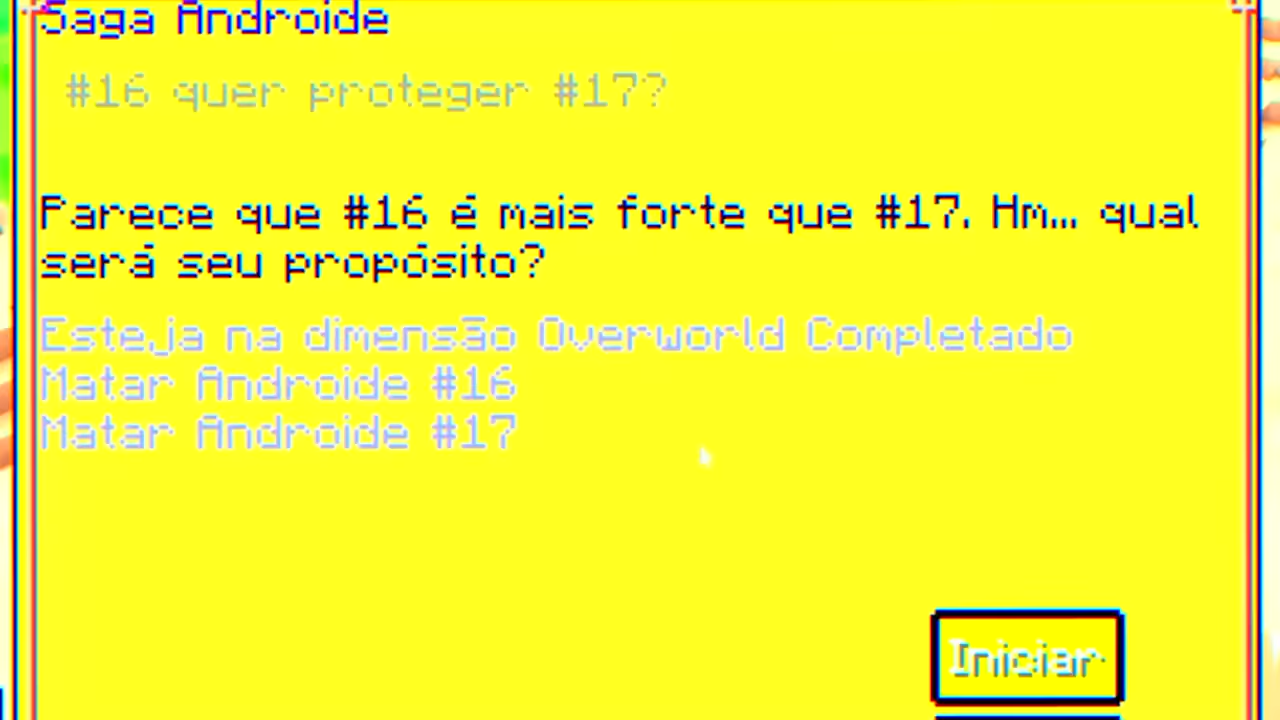 Saga Androide
#16 quer proteger #17?
Parece que #16 é mais forte que #17. Hm... qual
será seu propósito?
Esteja na dimensão Overworld Completado
Matar Androide #16
Matar Androide #17
Iniciar